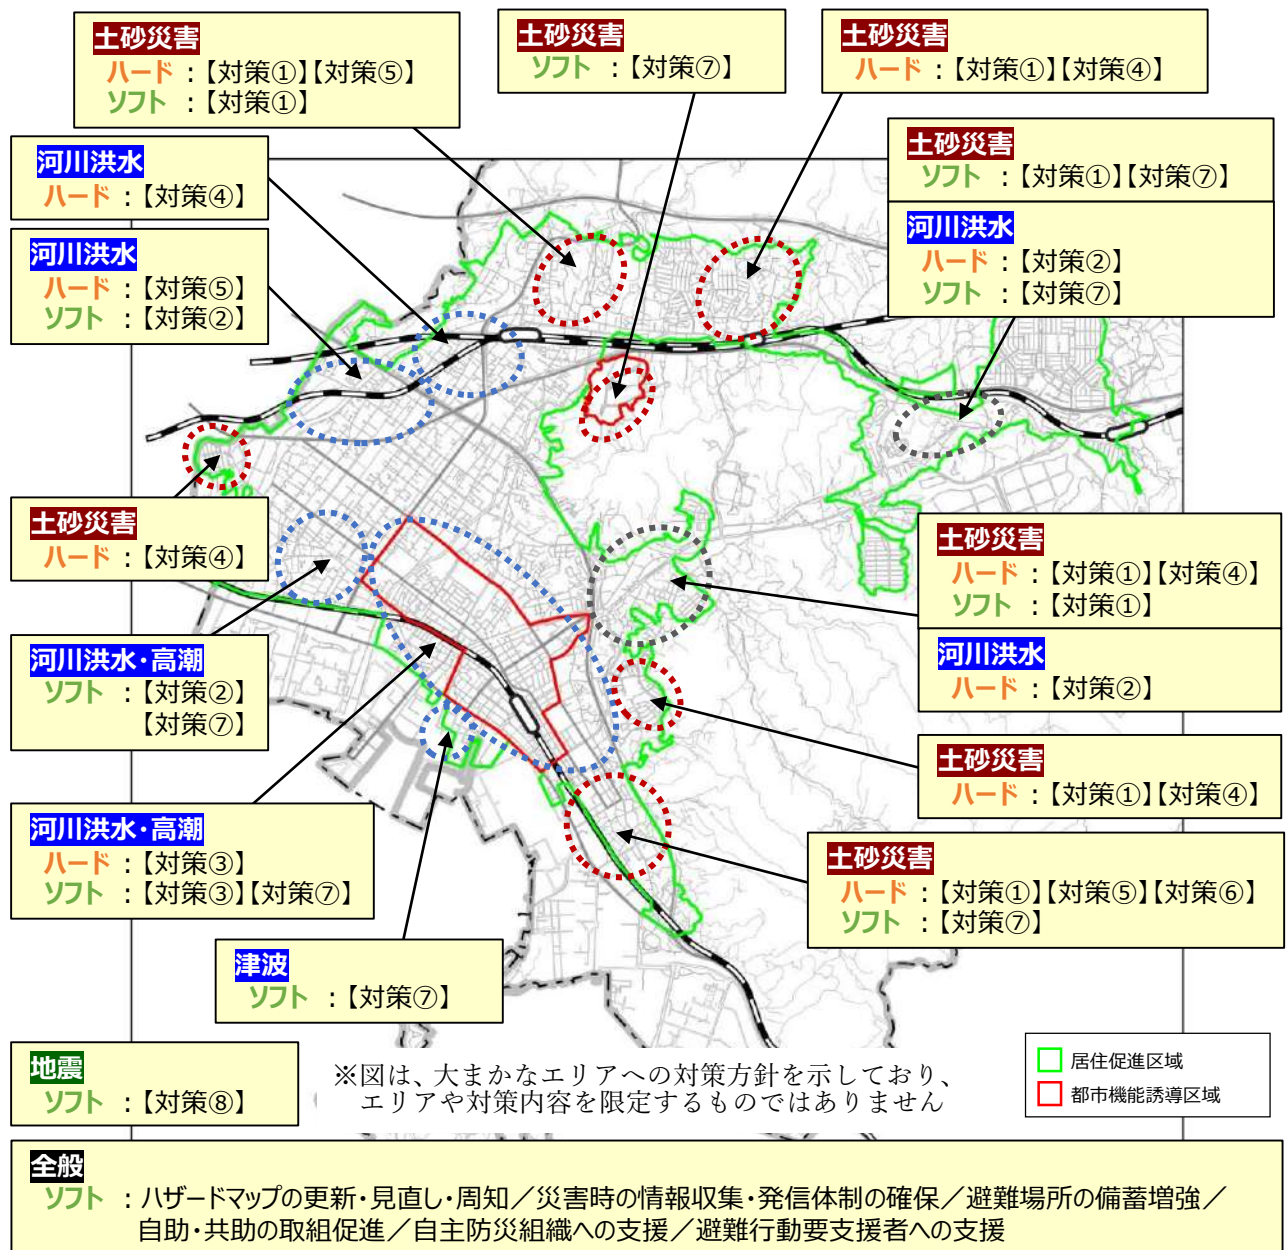 土砂災害
ハード：【対策①】【対策⑤】
ソフト：【対策①】
土砂災害
ソフト：【対策⑦】
土砂災害
ハード：【対策①】【対策④】
河川洪水
ハード：【対策④】
土砂災害
ソフト：【対策①】【対策⑦】
河川洪水
ハード：【対策②】
ソフト：【対策⑦】
河川洪水
ハード：【対策⑤】
ソフト：【対策②】
土砂災害
ハード：【対策④】
土砂災害
ハード：【対策①】【対策④】
ソフト：【対策①】
河川洪水
ハード：【対策②】
河川洪水・高潮
ソフト：【対策②】
【対策⑦】
土砂災害
ハード：【対策①】【対策④】
河川洪水・高潮
ハード：【対策③】
ソフト：【対策③】【対策⑦】
土砂災害
ハード：【対策①】【対策⑤】【対策⑥】
ソフト：【対策⑦】
津波
ソフト：【対策⑦】
地震
ソフト：【対策⑧】
※図は、大まかなエリアへの対策方針を示しており、
エリアや対策内容を限定するものではありません
居住促進区域
都市機能誘導区域
全般
ソフト：ハザードマップの更新・見直し・周知／災害時の情報収集・発信体制の確保／避難場所の備蓄増強／
自助・共助の取組促進／自主防災組織への支援／避難行動要支援者への支援